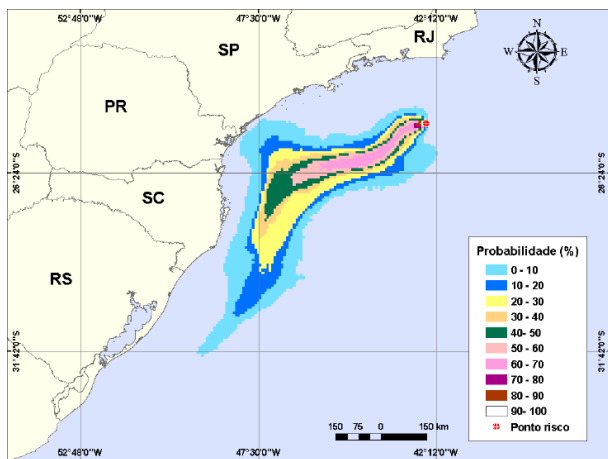 52°48'0"W 47°30'0"W 42°12'0"W
SP
RJ
N
W E
S
PR
26°24'0"S
26°24'0"S
SC
RS
Probabilidade (%)
0 - 10
10 - 20
20 - 30
30 - 40
40- 50
50 - 60
60 - 70
70 - 80
80 - 90
90- 100
Ponto risco
31°42'0"S
31°42'0"S
150 75 0 150 km
52°48'0"W 47°30'0"W 42°12'0"W